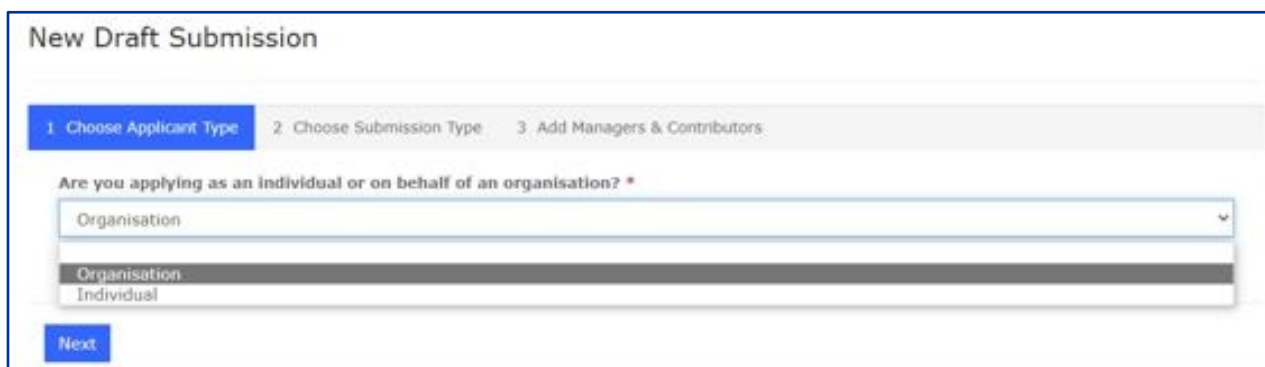 New Draft Submission
1 Choose Applicant Type 2 Choose Submission Type 3 Add Managers & Contributors
Are you applying as an individual or on behalf of an organisation? *
Organisation
Organisation
Individual
Next